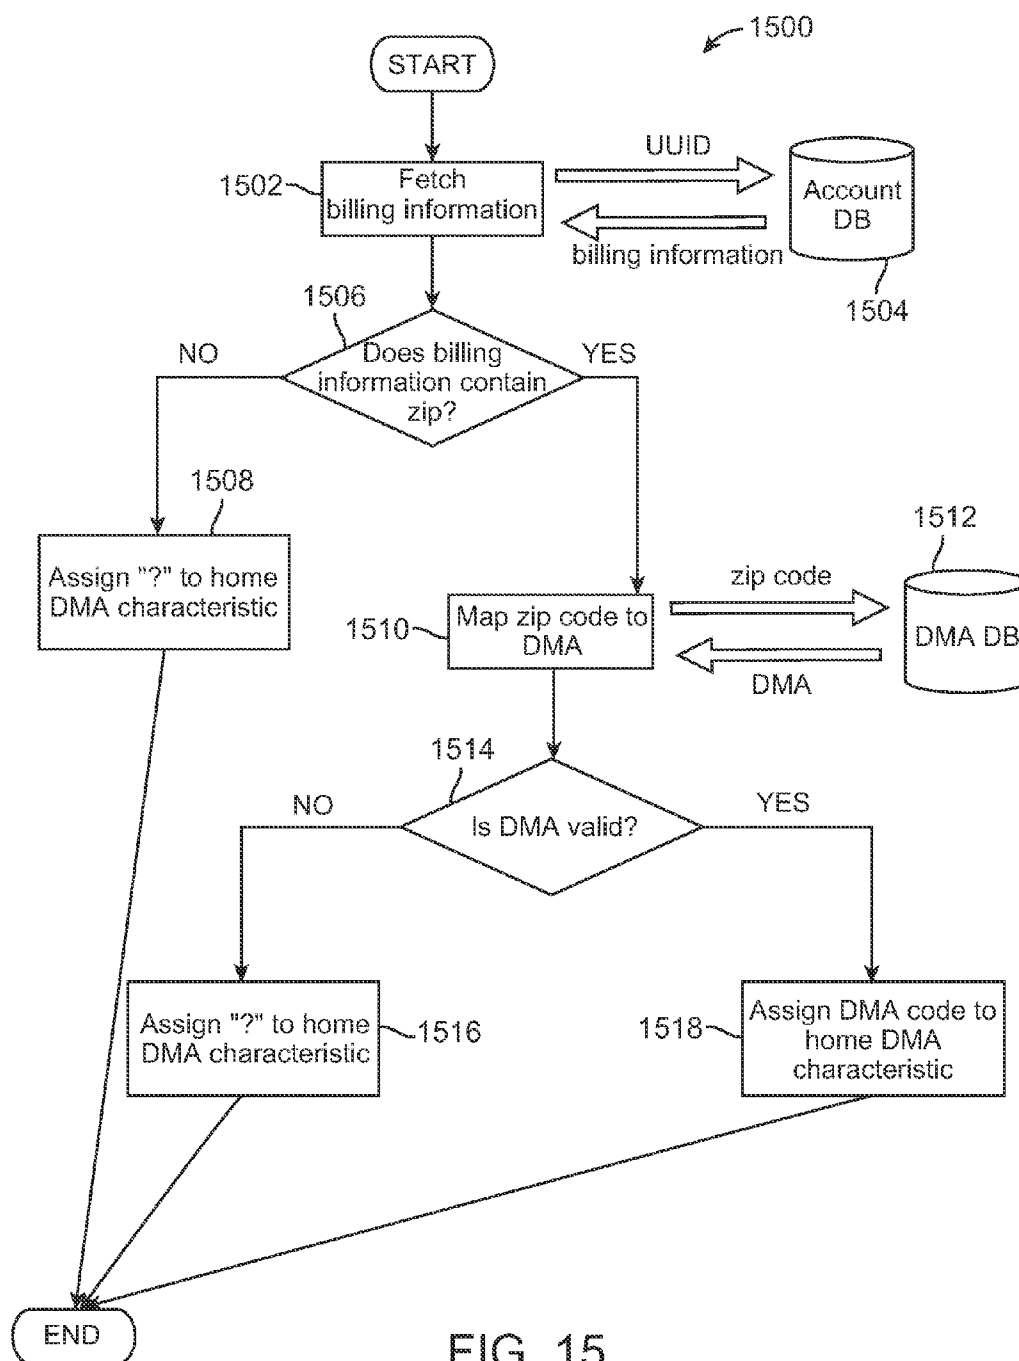 1500
START
UUID
1502
Fetch
billing information
Account
DB
billing information
1504
1506
NO
YES
Does billing
information contain
zip?
1508
1512
Assign "?" to home
DMA characteristic
zip code
1510
Map zip code to
DMA
DMA DB
DMA
1514
NO
YES
Is DMA valid?
Assign "?" to home
DMA characteristic
1516
1518
Assign DMA code to
home DMA
characteristic
END
FIG. 15